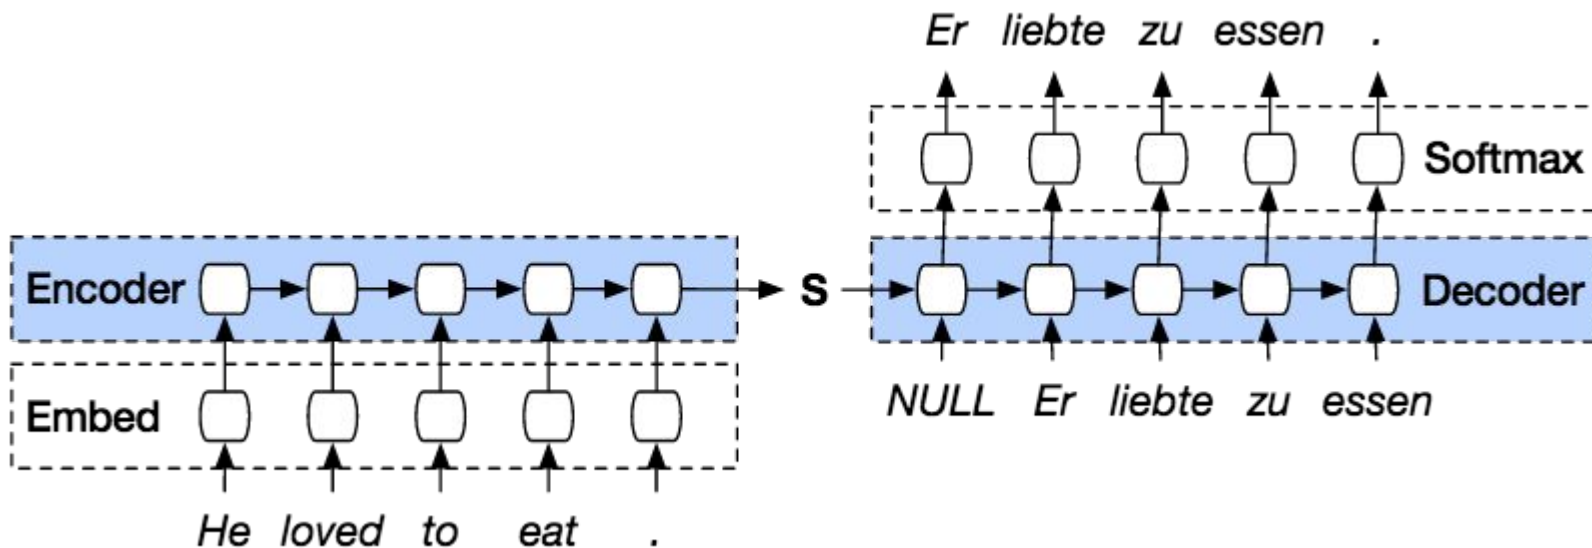 Er liebte zu essen .
Softmax
Encoder S Decoder
NULL Er liebte zu essen
Embed
He loved to eat .